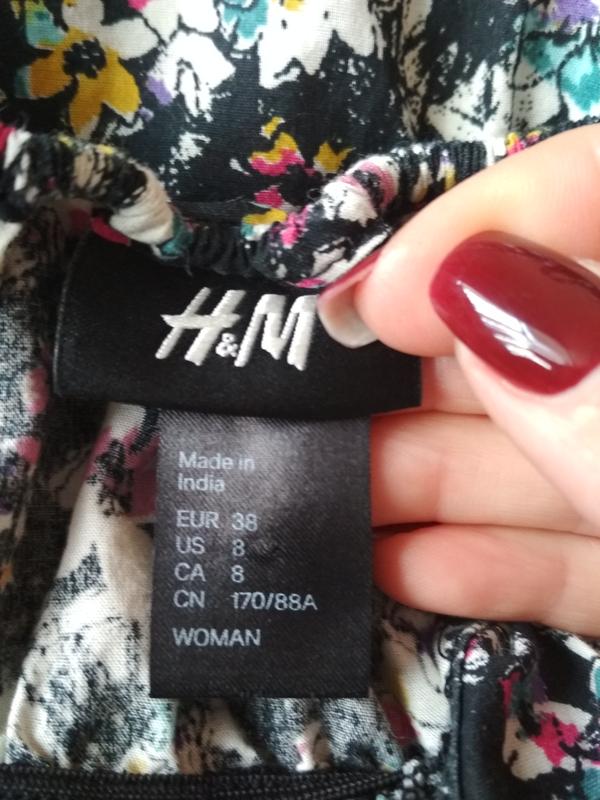 H&M
Made in
India
EUR 38
US 8
CA 8
CN 170/88A
WOMAN